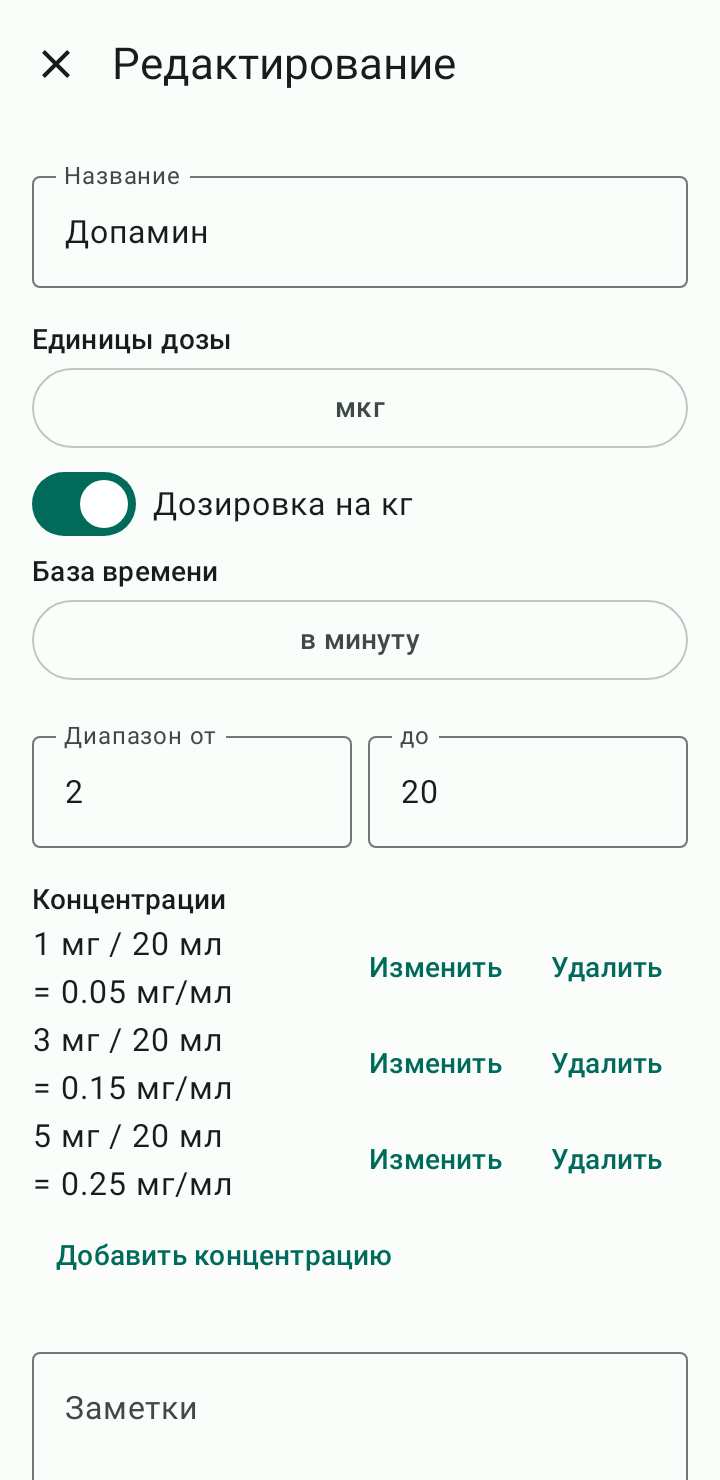 Редактирование
Название
Допамин
Единицы дозы
мкг
Дозировка на кг
База времени
в минуту
Диапазон от
до
2
20
Концентрации
1 мг / 20 мл
= 0.05 мг/мл
Изменить
Удалить
3 мг / 20 мл
= 0.15 мг/мл
Изменить
Удалить
5 мг / 20 мл
= 0.25 мг/мл
Изменить
Удалить
Добавить концентрацию
Заметки